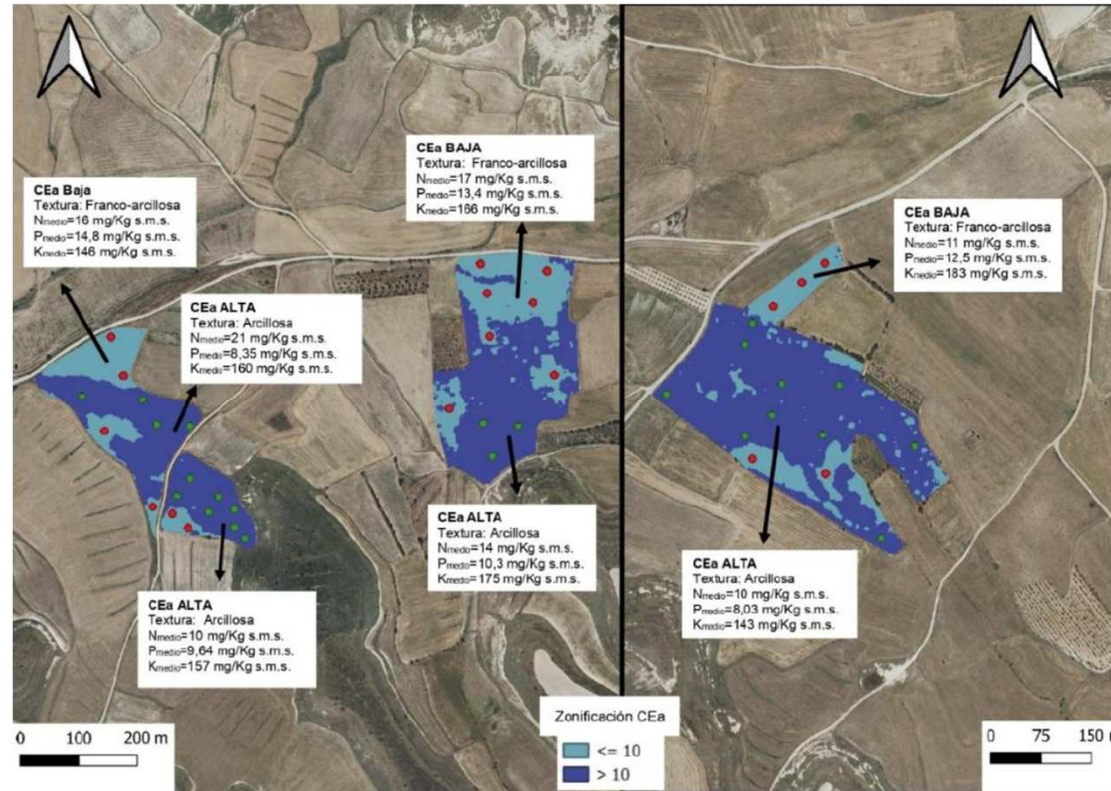 CEa BAJA
Textura: Franco-arcillosa
Nmedio=17 mg/Kg s.m.s.
Pmedio=13,4 mg/Kg s.m.s.
Kmedio=166 mg/Kg s.m.s.
CEa Baja
Textura: Franco-arcillosa
Nmedio=16 mg/Kg s.m.s.
Pmedio=14,8 mg/Kg s.m.s.
Kmedio=146 mg/Kg s.m.s.
CEa ALTA
Textura: Arcillosa
Nmedio=21 mg/Kg s.m.s.
Pmedio=8,35 mg/Kg s.m.s.
Kmedio=160 mg/Kg s.m.s.
CEa ALTA
Textura: Arcillosa
Nmedio=14 mg/Kg s.m.s.
Pmedio=10,3 mg/Kg s.m.s.
Kmedio=175 mg/Kg s.m.s.
CEa ALTA
Textura: Arcillosa
Nmedio=10 mg/Kg s.m.s.
Pmedio=9,64 mg/Kg s.m.s.
Kmedio=157 mg/Kg s.m.s.
0 100 200 m
CEa BAJA
Textura: Franco-arcillosa
Nmedio=11 mg/Kg s.m.s.
Pmedio=12,5 mg/Kg s.m.s.
Kmedio=183 mg/Kg s.m.s.
CEa ALTA
Textura: Arcillosa
Nmedio=10 mg/Kg s.m.s.
Pmedio=8,03 mg/Kg s.m.s.
Kmedio=143 mg/Kg s.m.s.
Zonificación CEa
<= 10
> 10
0 75 150 m